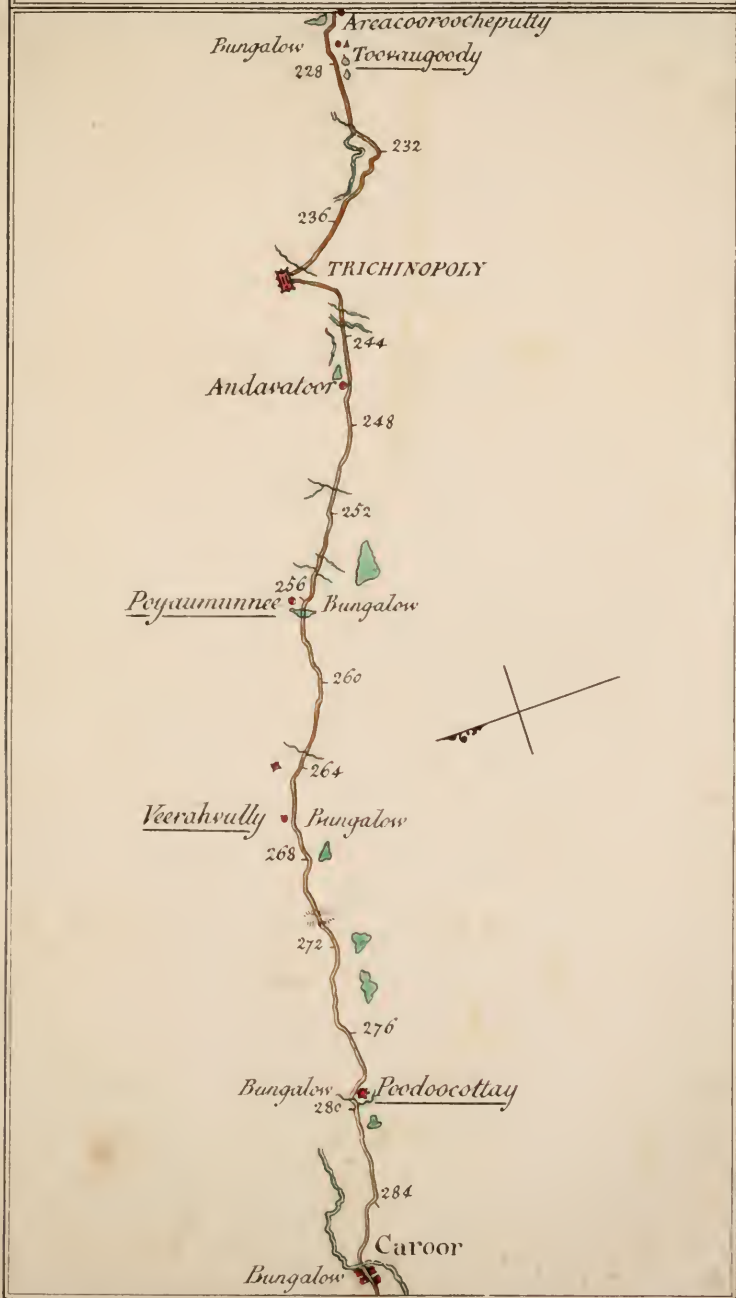 Areacooroocheputty
Bungalow Toovaugoody
228
232
236
TRICHINOPOLY
244
Andavatoor
248
252
256
Poyaumunnee Bungalow
260
264
Veerahvully Bungalow
268
272
276
Bungalow Poodoocottay
280
284
Caroor
Bungalow